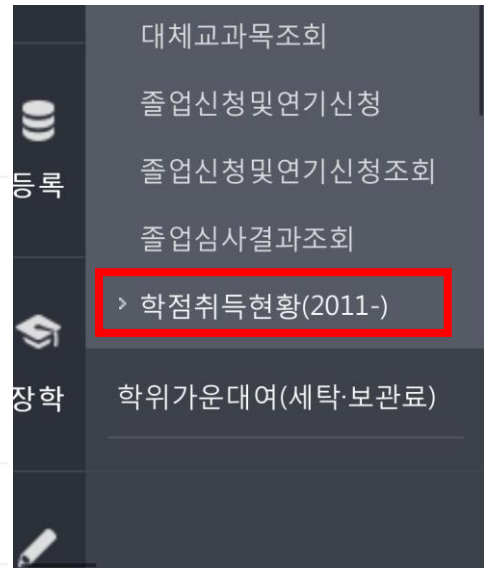 대체교과목조회
졸업신청및연기신청
등록
졸업신청및연기신청조회
졸업심사결과조회
> 학점취득현황(2011-)
장학
학위가운대여(세탁·보관료)